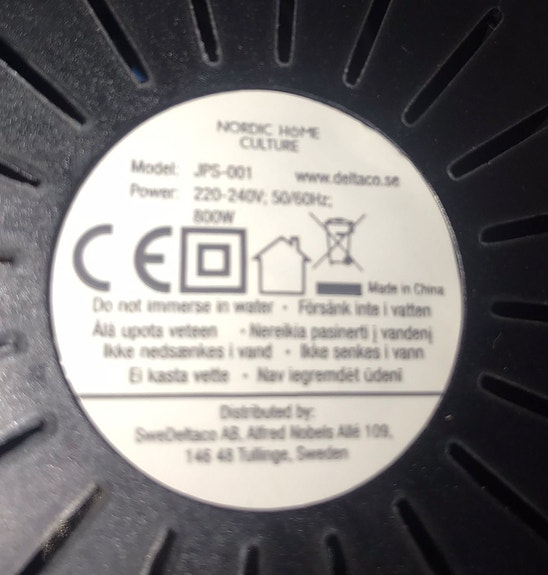 NORDIC HOME
CULTURE
Model: JPS-001 www.deltaco.se
Power: 220-240V; 50/60Hz;
800W
CE
Made in China
Do not immerse in water • Försänk inte i vatten
Älä upota veteen • Nereikia pasinerti į vandenį
Ikke nedsænkes i vand • Ikke senkes i vann
Ei kasta vette • Nav iegremdēt ūdenī
Distributed by:
SweDeltaco AB, Alfred Nobels Allé 109,
146 48 Tullinge, Sweden